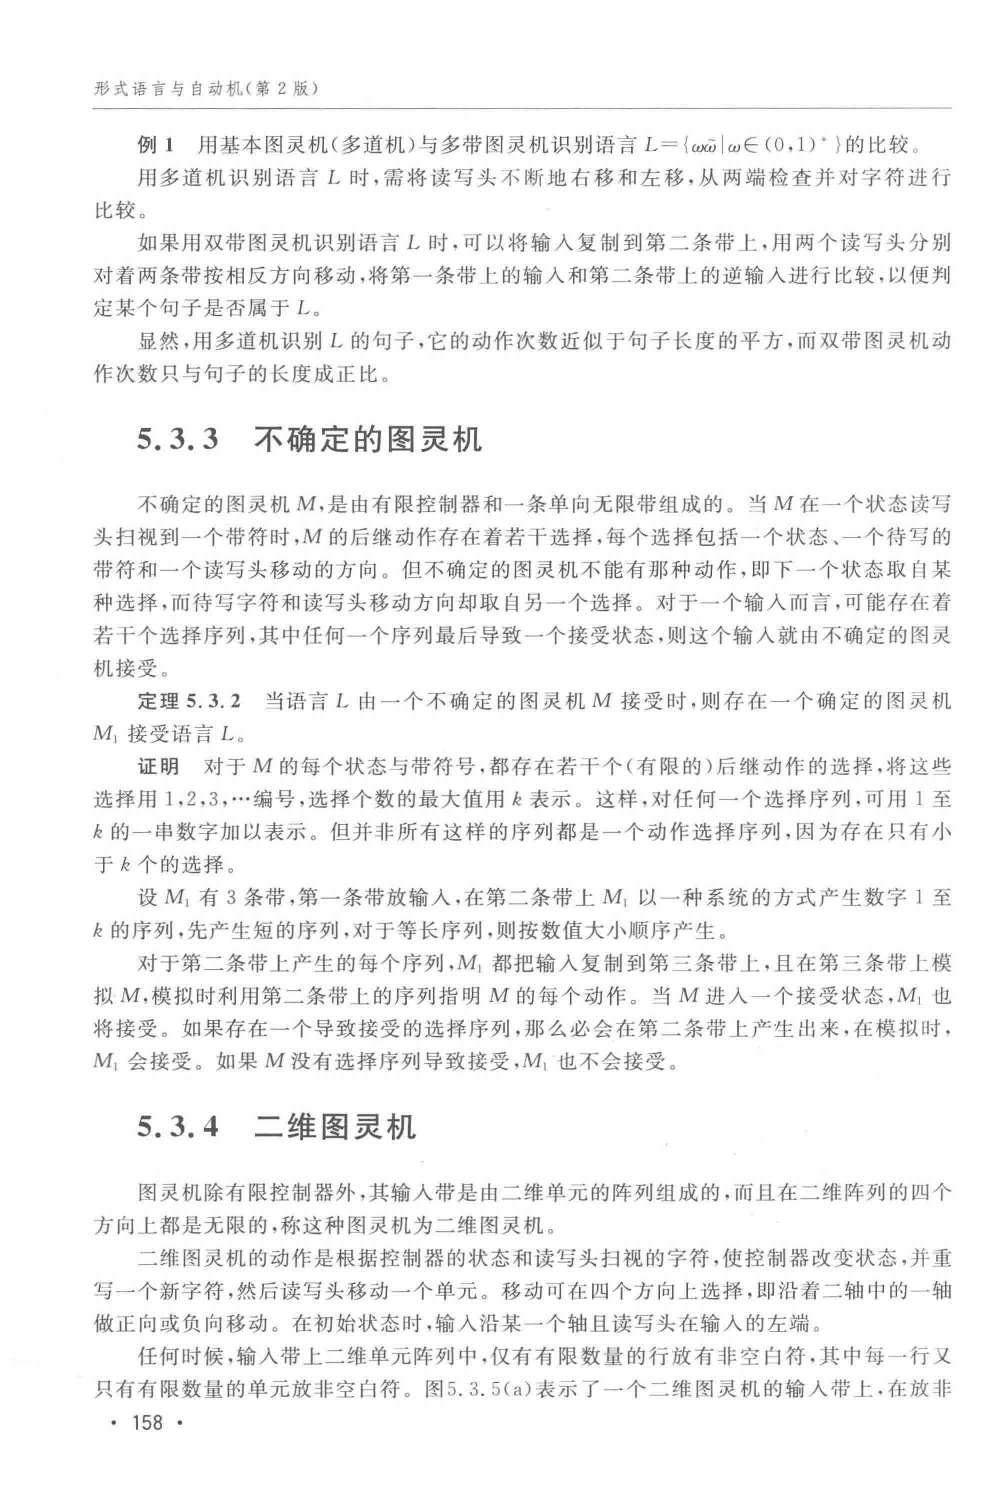 形式语言与自动机(第 2 版)
例 1 用基本图灵机(多道机)与多带图灵机识别语言 L={ωω̃|ω∈(0,1)*}的比较。
用多道机识别语言 L 时,需将读写头不断地右移和左移,从两端检查并对字符进行
比较。
如果用双带图灵机识别语言 L 时,可以将输入复制到第二条带上,用两个读写头分别
对着两条带按相反方向移动,将第一条带上的输入和第二条带上的逆输入进行比较,以便判
定某个句子是否属于 L。
显然,用多道机识别 L 的句子,它的动作次数近似于句子长度的平方,而双带图灵机动
作次数只与句子的长度成正比。
5.3.3 不确定的图灵机
不确定的图灵机 M,是由有限控制器和一条单向无限带组成的。当 M 在一个状态读写
头扫视到一个带符时,M 的后继动作存在着若干选择,每个选择包括一个状态、一个待写的
带符和一个读写头移动的方向。但不确定的图灵机不能有那种动作,即下一个状态取自某
种选择,而待写字符和读写头移动方向却取自另一个选择。对于一个输入而言,可能存在着
若干个选择序列,其中任何一个序列最后导致一个接受状态,则这个输入就由不确定的图灵
机接受。
定理 5.3.2 当语言 L 由一个不确定的图灵机 M 接受时,则存在一个确定的图灵机
M₁ 接受语言 L。
证明 对于 M 的每个状态与带符号,都存在若干个(有限的)后继动作的选择,将这些
选择用 1,2,3,…编号,选择个数的最大值用 k 表示。这样,对任何一个选择序列,可用 1 至
k 的一串数字加以表示。但并非所有这样的序列都是一个动作选择序列,因为存在只有小
于 k 个的选择。
设 M₁ 有 3 条带,第一条带放输入,在第二条带上 M₁ 以一种系统的方式产生数字 1 至
k 的序列,先产生短的序列,对于等长序列,则按数值大小顺序产生。
对于第二条带上产生的每个序列,M₁ 都把输入复制到第三条带上,且在第三条带上模
拟 M,模拟时利用第二条带上的序列指明 M 的每个动作。当 M 进入一个接受状态,M₁ 也
将接受。如果存在一个导致接受的选择序列,那么必会在第二条带上产生出来,在模拟时,
M₁ 会接受。如果 M 没有选择序列导致接受,M₁ 也不会接受。
5.3.4 二维图灵机
图灵机除有限控制器外,其输入带是由二维单元的阵列组成的,而且在二维阵列的四个
方向上都是无限的,称这种图灵机为二维图灵机。
二维图灵机的动作是根据控制器的状态和读写头扫视的字符,使控制器改变状态,并重
写一个新字符,然后读写头移动一个单元。移动可在四个方向上选择,即沿着二轴中的一轴
做正向或负向移动。在初始状态时,输入沿某一个轴且读写头在输入的左端。
任何时候,输入带上二维单元阵列中,仅有有限数量的行放有非空白符,其中每一行又
只有有限数量的单元放非空白符。图5.3.5(a)表示了一个二维图灵机的输入带上,在放非
· 158 ·